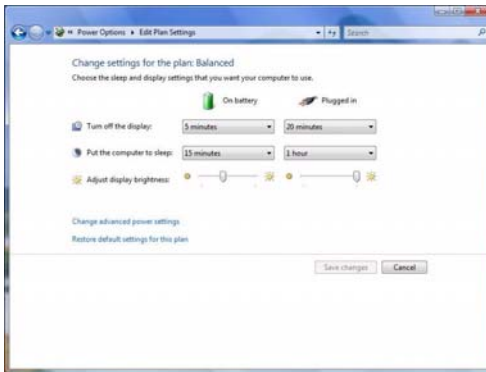 Power Options
Edit Plan Settings
Search
Change settings for the plan: Balanced
Choose the sleep and display settings that you want your computer to use.
On battery
Plugged in
Turn off the display:
5 minutes
20 minutes
Put the computer to sleep:
15 minutes
1 hour
Adjust display brightness:
Change advanced power settings
Restore default settings for this plan
Save changes
Cancel